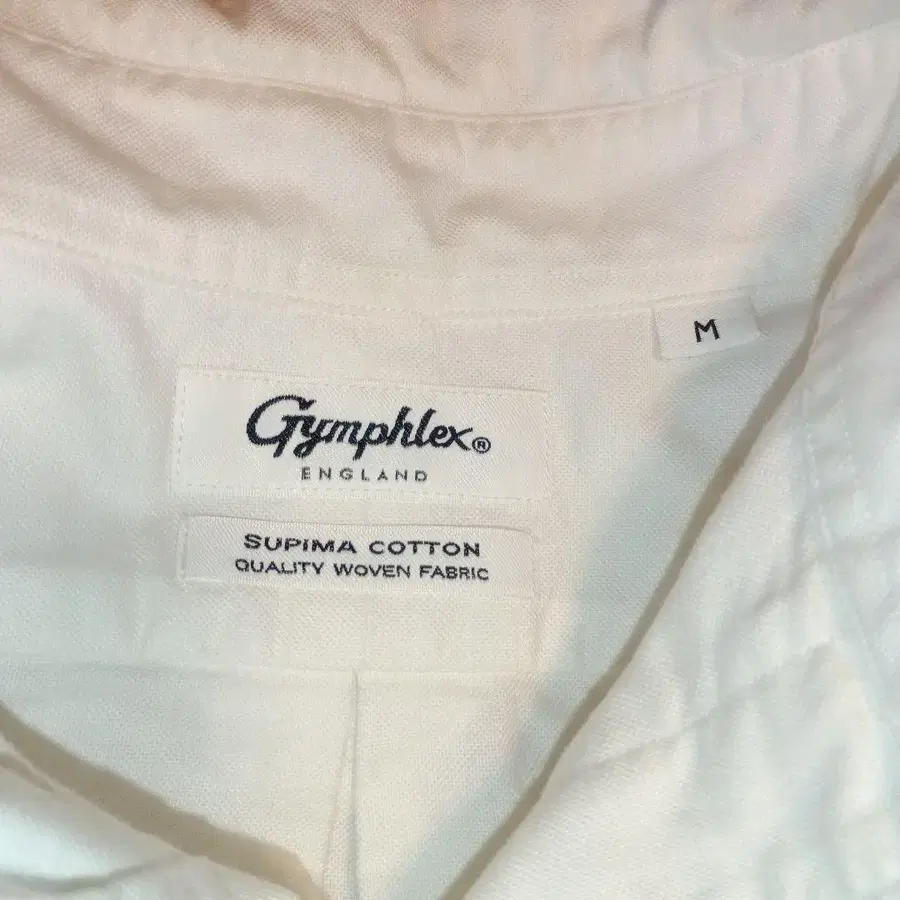 M
Gymphlex®
ENGLAND
SUPIMA COTTON
QUALITY WOVEN FABRIC